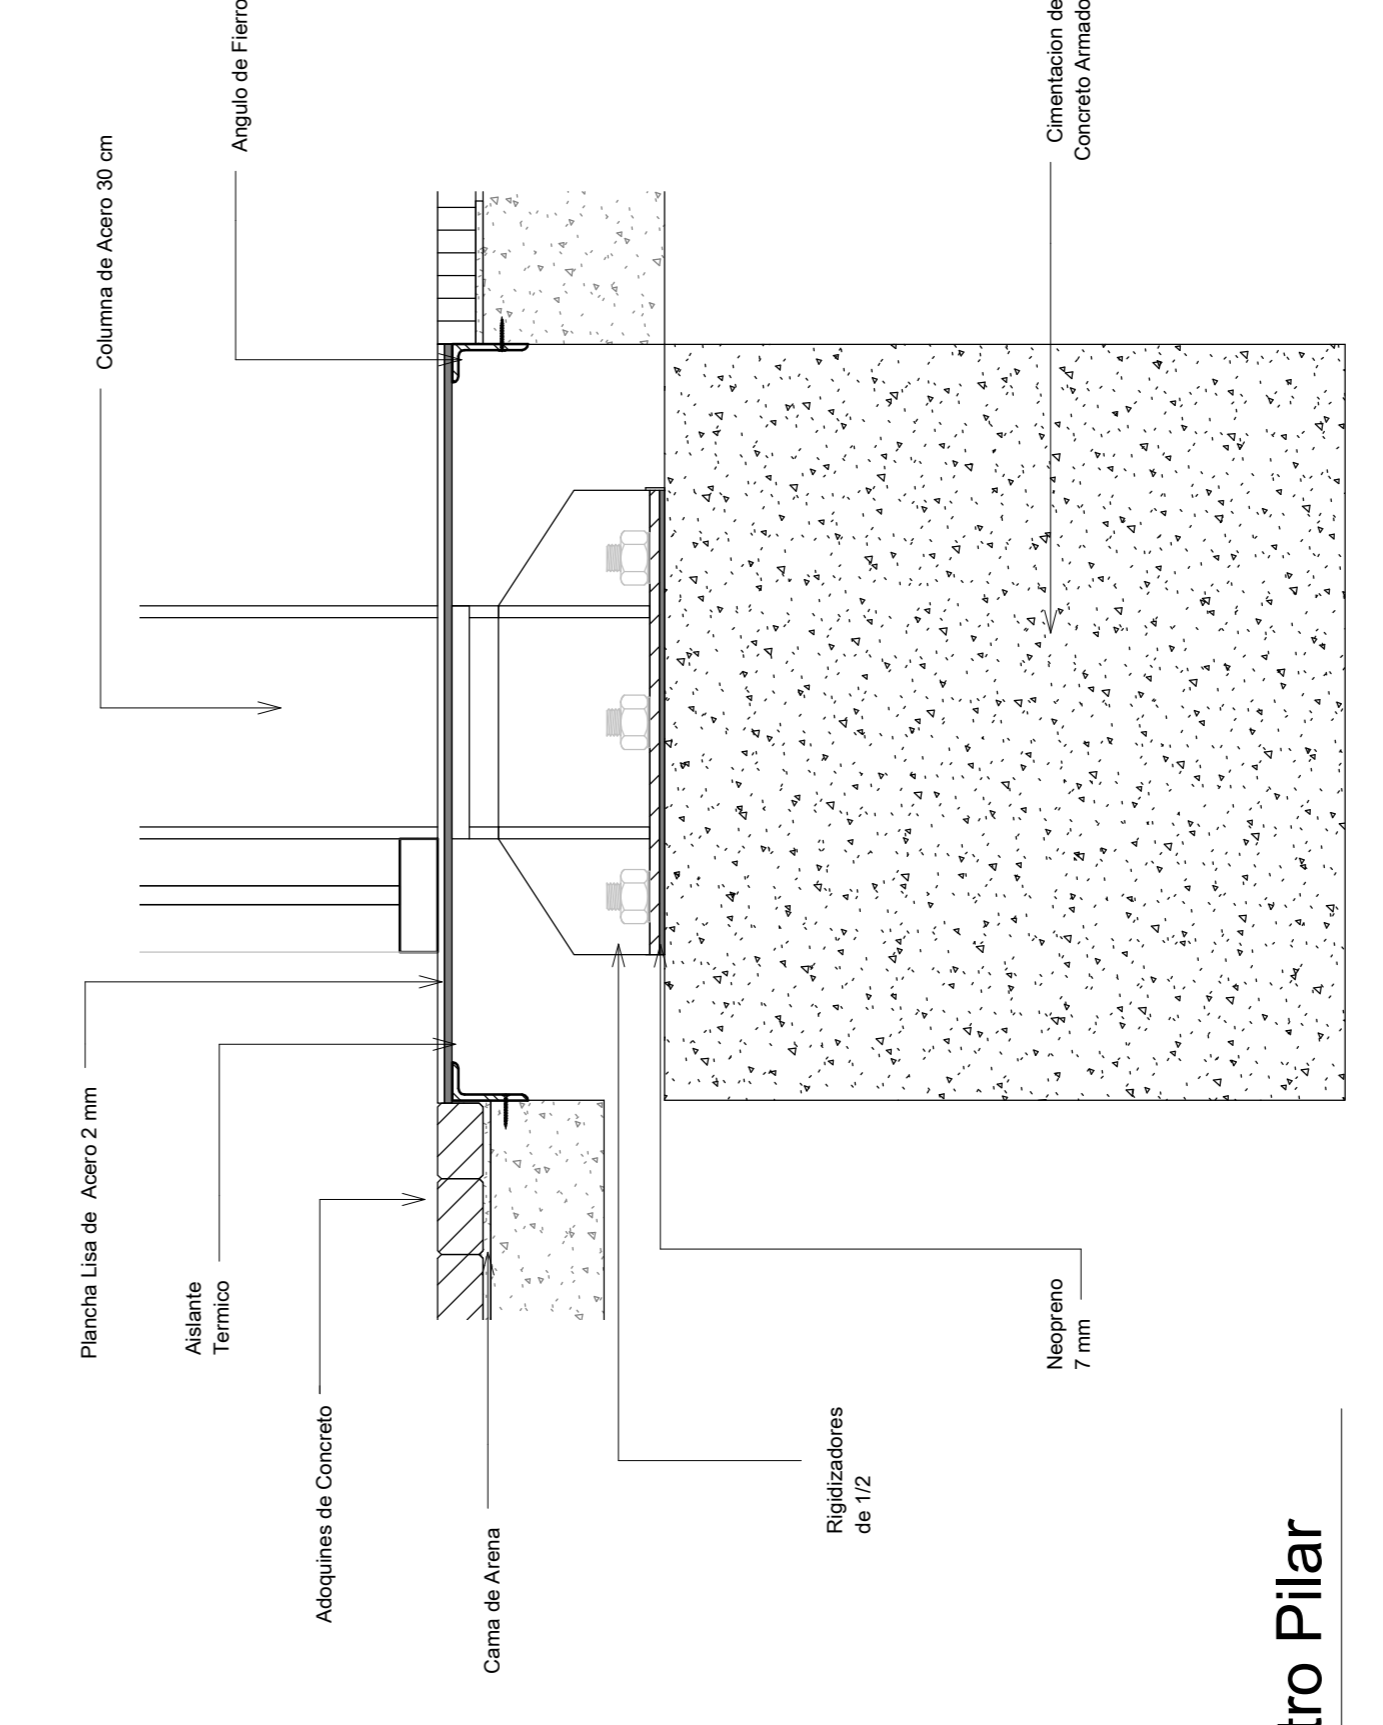 Plancha Lisa de  Acero 2 mm
Columna de Acero 30 cm
Aislante
Termico
Angulo de Fierro
Adoquines de Concreto
Cama de Arena
Rigidizadores
de 1/2
Neopreno
7 mm
Cimentacion de
Concreto Armado
tro Pilar